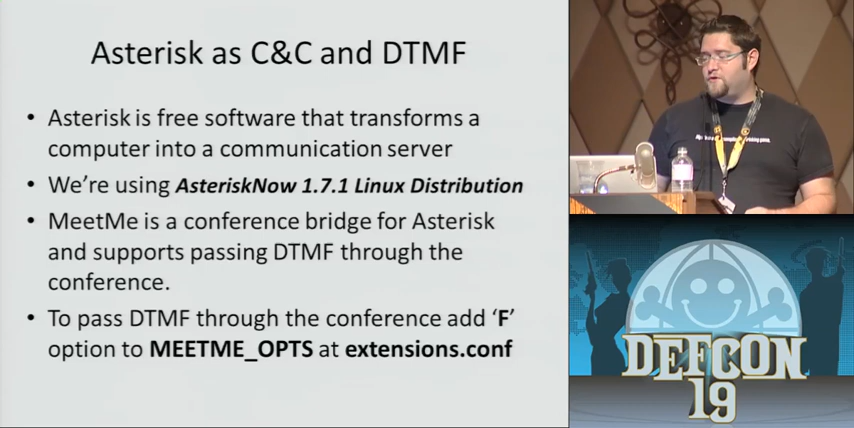 Asterisk as C&C and DTMF
• Asterisk is free software that transforms a
computer into a communication server
• We’re using AsteriskNow 1.7.1 Linux Distribution
• MeetMe is a conference bridge for Asterisk
and supports passing DTMF through the
conference.
• To pass DTMF through the conference add ‘F’
option to MEETME_OPTS at extensions.conf
DEFCON
19